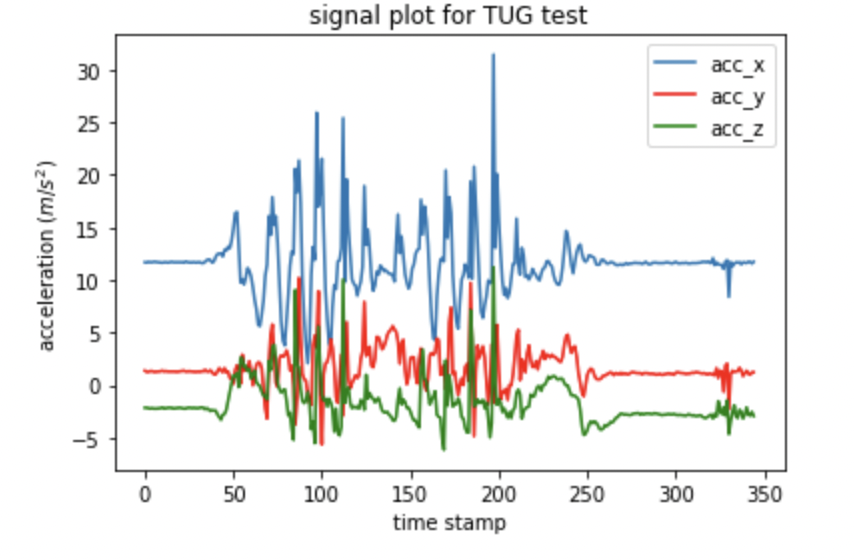 signal plot for TUG test
acc_x
acc_y
acc_z
acceleration (m/s²)
30
25
20
15
10
5
0
−5
0 50 100 150 200 250 300 350
time stamp